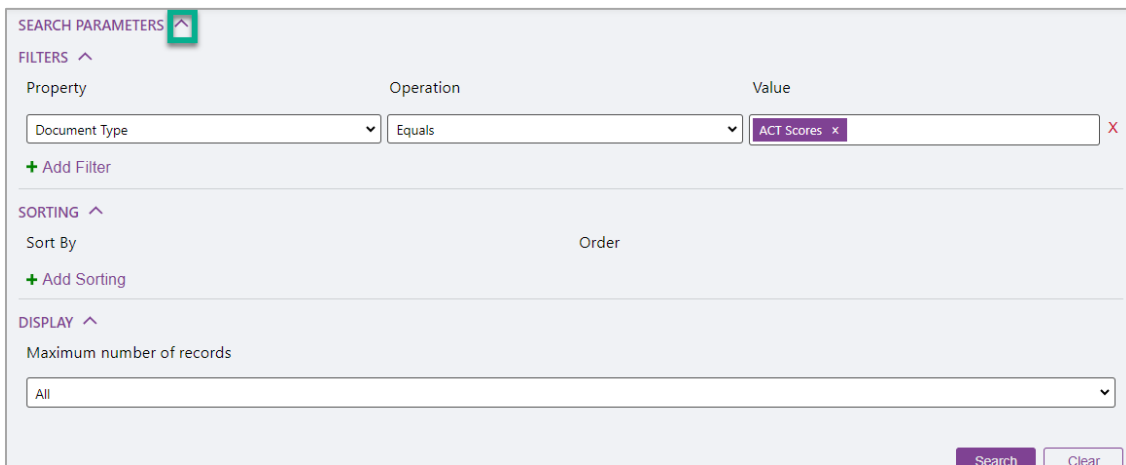 SEARCH PARAMETERS
FILTERS
Property Operation Value
Document Type Equals ACT Scores x X
+ Add Filter
SORTING
Sort By Order
+ Add Sorting
DISPLAY
Maximum number of records
All
Search Clear